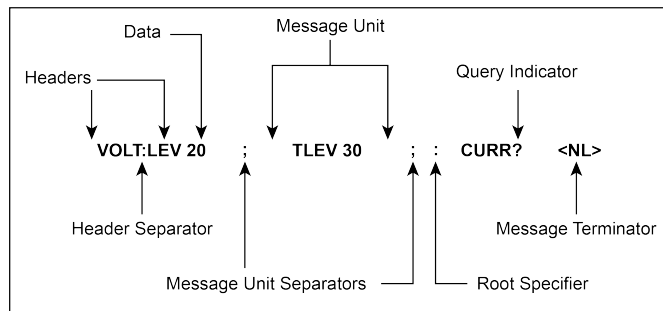 Data
Message Unit
Headers
Query Indicator
VOLT:LEV 20 ; TLEV 30 ; : CURR? <NL>
Header Separator
Message Terminator
Message Unit Separators
Root Specifier